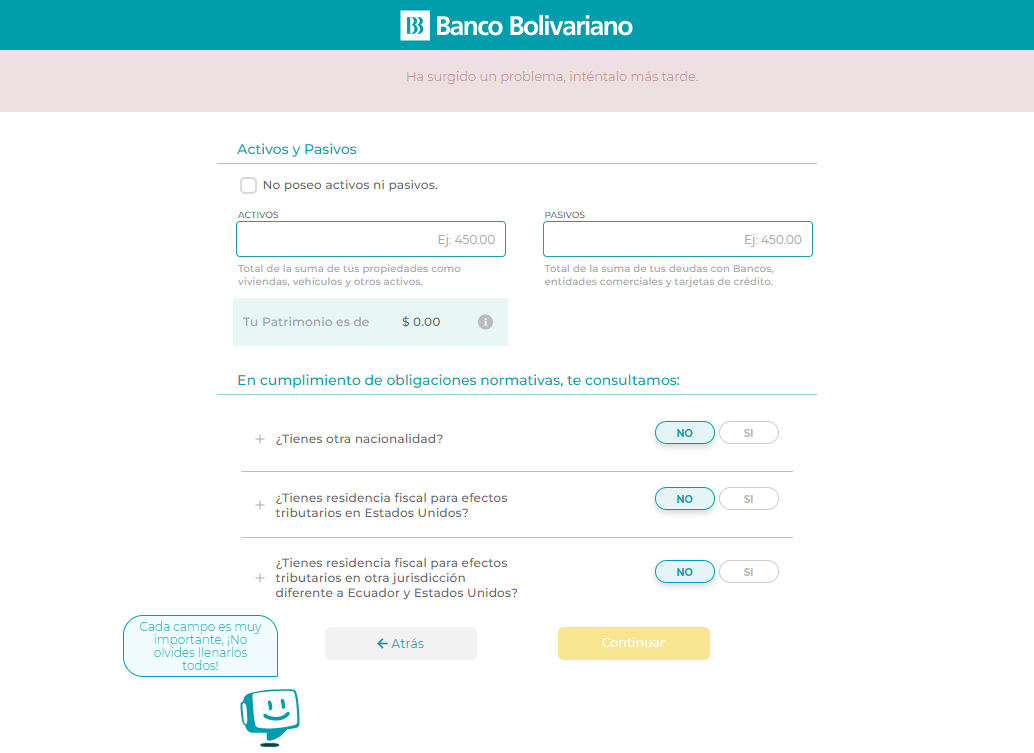 Banco Bolivariano
Ha surgido un problema, inténtalo más tarde.
Activos y Pasivos
No poseo activos ni pasivos.
ACTIVOS
Ej: 450.00
Total de la suma de tus propiedades como
viviendas, vehículos y otros activos.
PASIVOS
Ej: 450.00
Total de la suma de tus deudas con Bancos,
entidades comerciales y tarjetas de crédito.
Tu Patrimonio es de $ 0.00
En cumplimiento de obligaciones normativas, te consultamos:
+ ¿Tienes otra nacionalidad? NO SI
+ ¿Tienes residencia fiscal para efectos
tributarios en Estados Unidos? NO SI
+ ¿Tienes residencia fiscal para efectos
tributarios en otra jurisdicción
diferente a Ecuador y Estados Unidos? NO SI
Cada campo es muy
importante, ¡No
olvides llenarlos
todos!
Atrás
Continuar